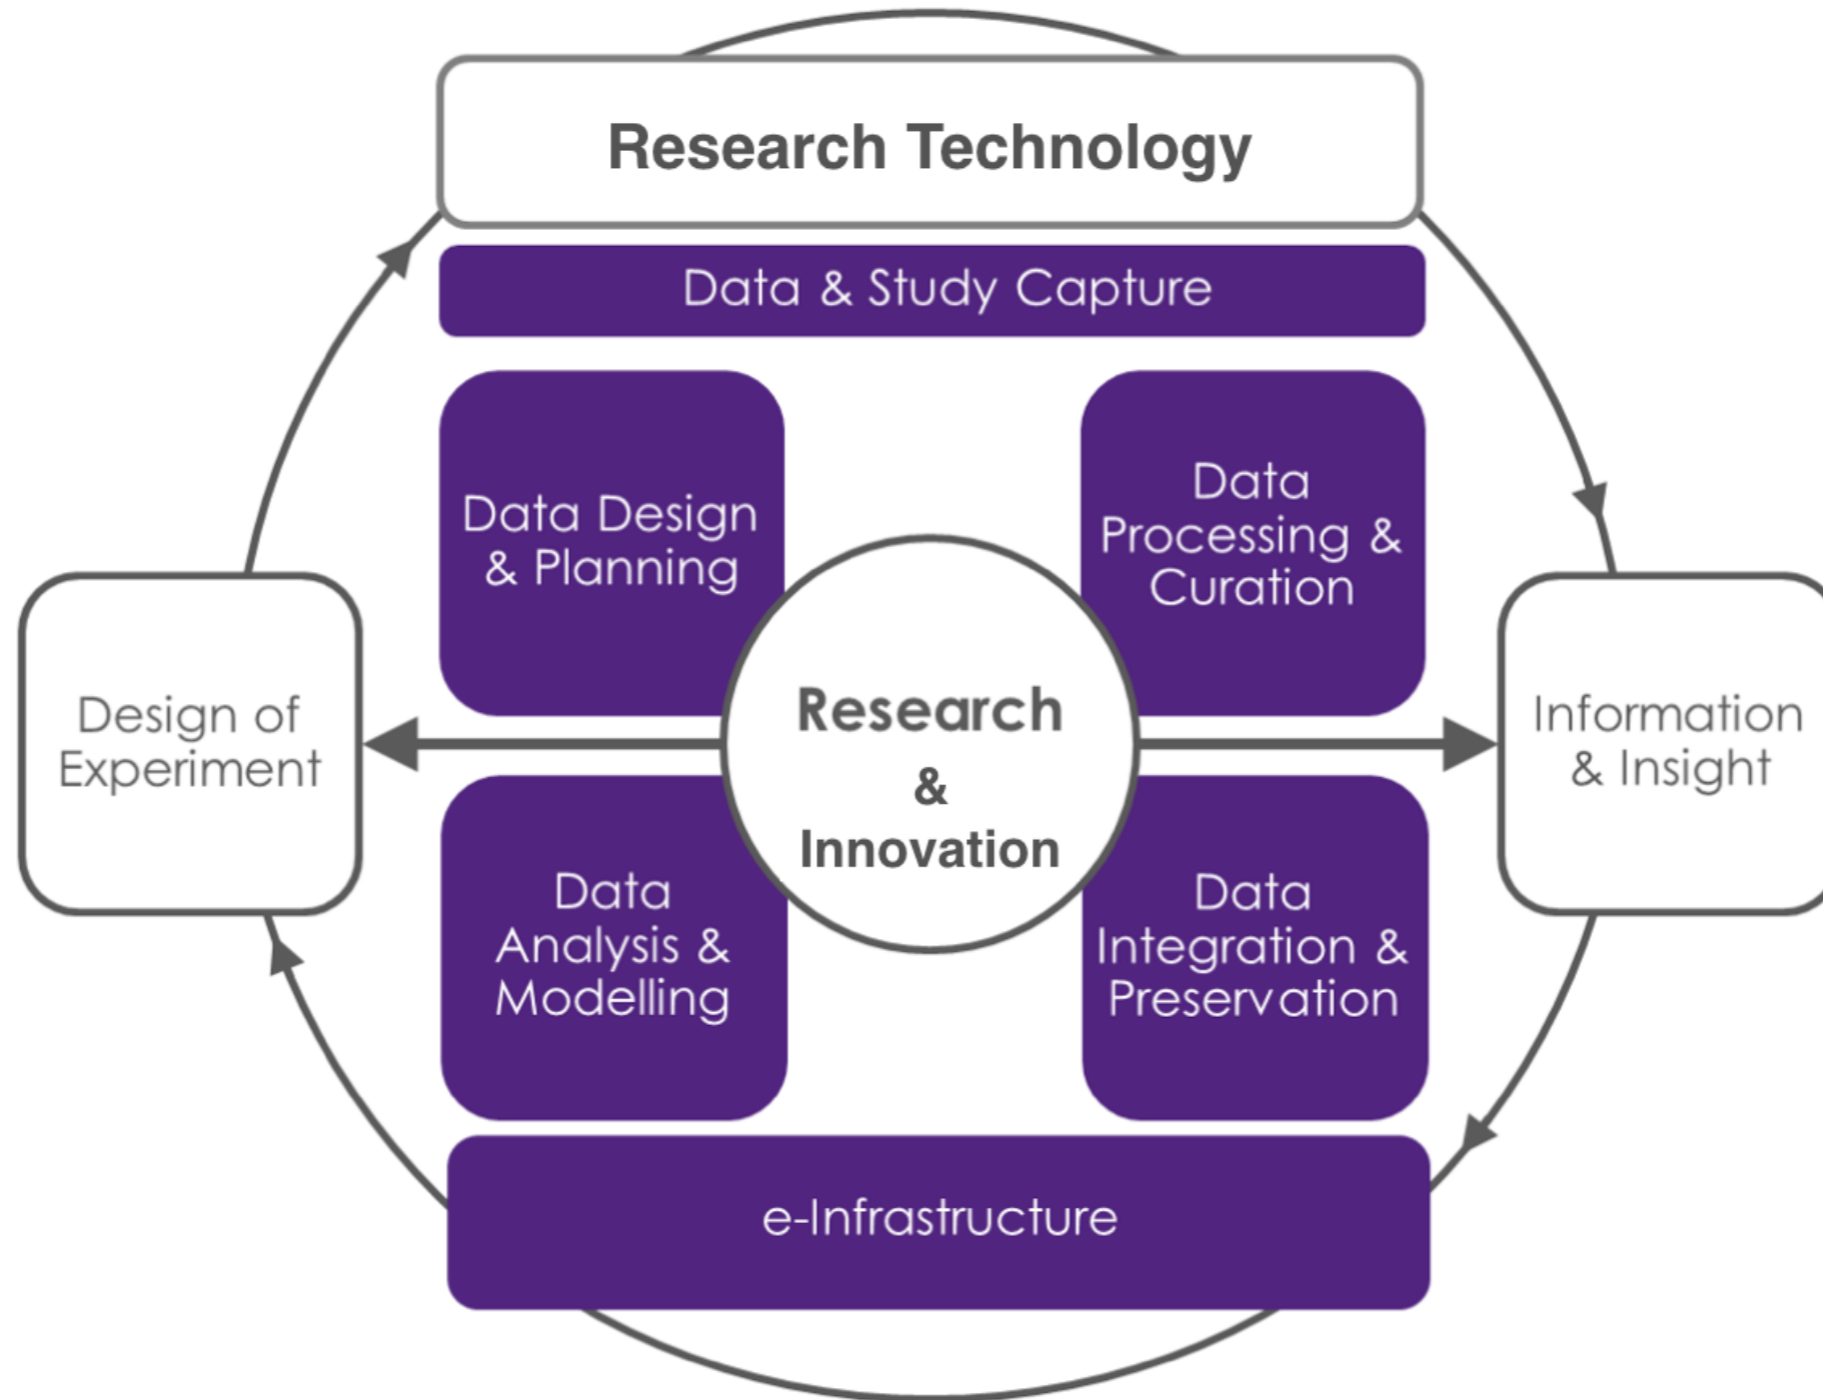 Research Technology
Data & Study Capture
Data Design
& Planning
Data
Processing &
Curation
Design of
Experiment
Research
&
Innovation
Information
& Insight
Data
Analysis &
Modelling
Data
Integration &
Preservation
e-Infrastructure